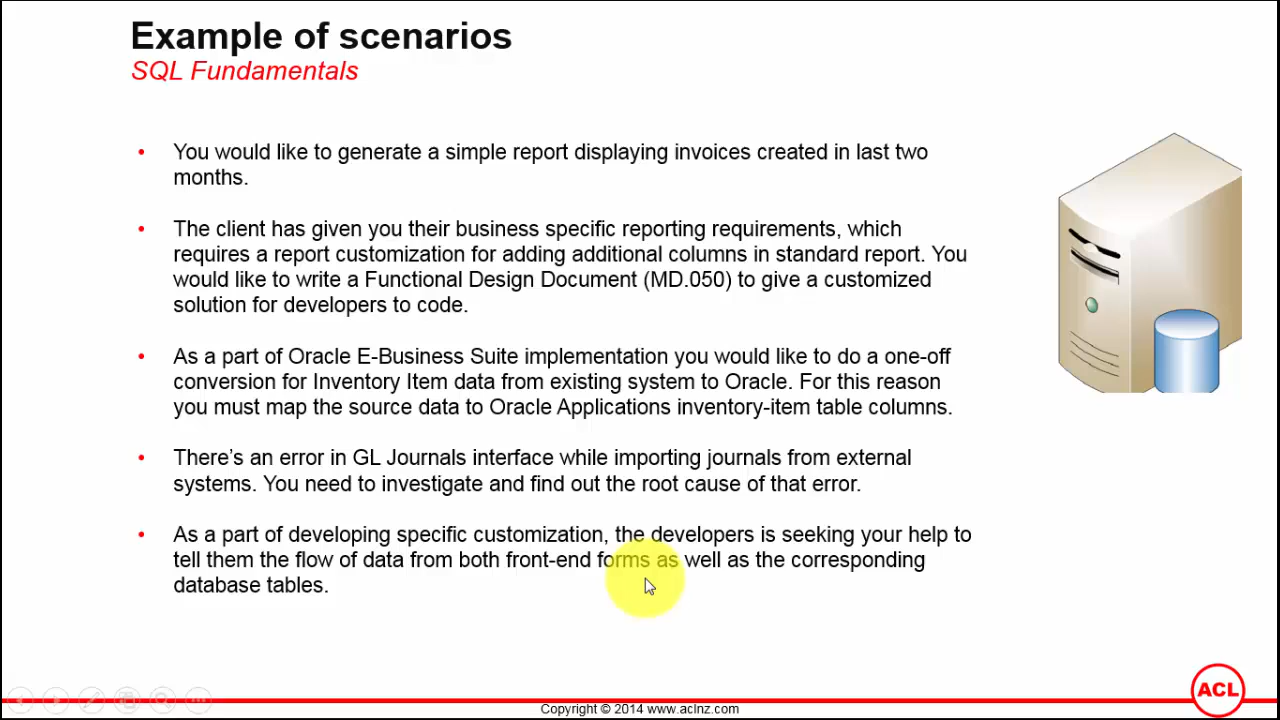 Example of scenarios
SQL Fundamentals
• You would like to generate a simple report displaying invoices created in last two
months.
• The client has given you their business specific reporting requirements, which
requires a report customization for adding additional columns in standard report. You
would like to write a Functional Design Document (MD.050) to give a customized
solution for developers to code.
• As a part of Oracle E-Business Suite implementation you would like to do a one-off
conversion for Inventory Item data from existing system to Oracle. For this reason
you must map the source data to Oracle Applications inventory-item table columns.
• There’s an error in GL Journals interface while importing journals from external
systems. You need to investigate and find out the root cause of that error.
• As a part of developing specific customization, the developers is seeking your help to
tell them the flow of data from both front-end forms as well as the corresponding
database tables.
ACL
Copyright © 2014 www.aclnz.com